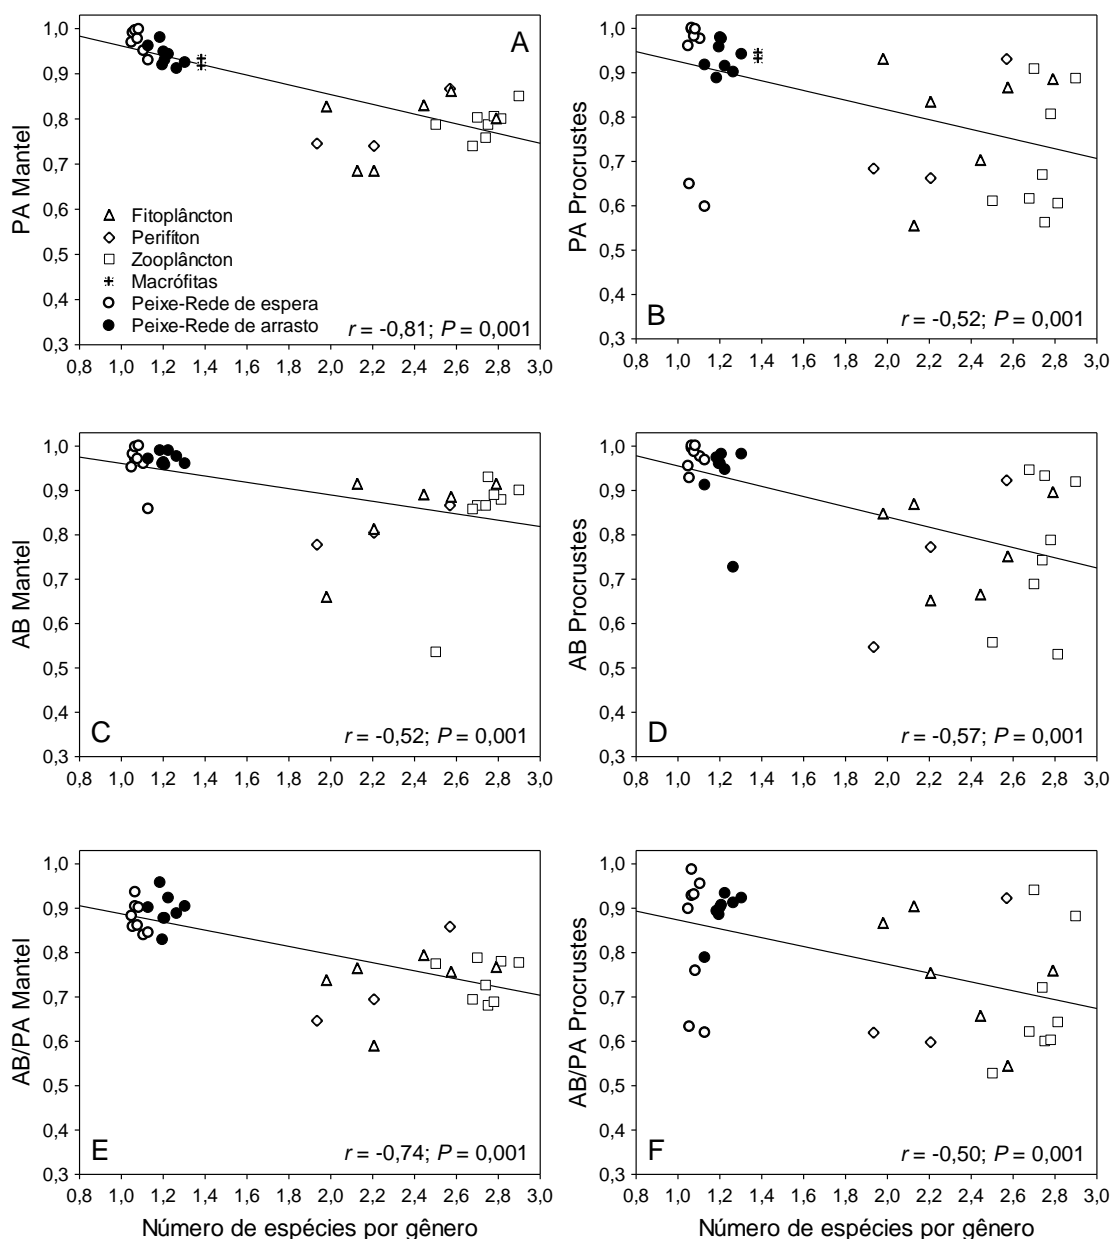 A
PA Mantel
1,0
0,9
0,8
0,7
0,6
0,5
0,4
0,3
Fitoplâncton
Perifíton
Zooplâncton
Macrófitas
Peixe-Rede de espera
Peixe-Rede de arrasto
r = -0,81; P = 0,001
0,8 1,0 1,2 1,4 1,6 1,8 2,0 2,2 2,4 2,6 2,8 3,0
PA Procrustes
1,0
0,9
0,8
0,7
0,6
0,5
0,4
0,3
B
r = -0,52; P = 0,001
0,8 1,0 1,2 1,4 1,6 1,8 2,0 2,2 2,4 2,6 2,8 3,0
AB Mantel
1,0
0,9
0,8
0,7
0,6
0,5
0,4
0,3
C
r = -0,52; P = 0,001
0,8 1,0 1,2 1,4 1,6 1,8 2,0 2,2 2,4 2,6 2,8 3,0
AB Procrustes
1,0
0,9
0,8
0,7
0,6
0,5
0,4
0,3
D
r = -0,57; P = 0,001
0,8 1,0 1,2 1,4 1,6 1,8 2,0 2,2 2,4 2,6 2,8 3,0
AB/PA Mantel
1,0
0,9
0,8
0,7
0,6
0,5
0,4
0,3
E
r = -0,74; P = 0,001
0,8 1,0 1,2 1,4 1,6 1,8 2,0 2,2 2,4 2,6 2,8 3,0
Número de espécies por gênero
AB/PA Procrustes
1,0
0,9
0,8
0,7
0,6
0,5
0,4
0,3
F
r = -0,50; P = 0,001
0,8 1,0 1,2 1,4 1,6 1,8 2,0 2,2 2,4 2,6 2,8 3,0
Número de espécies por gênero